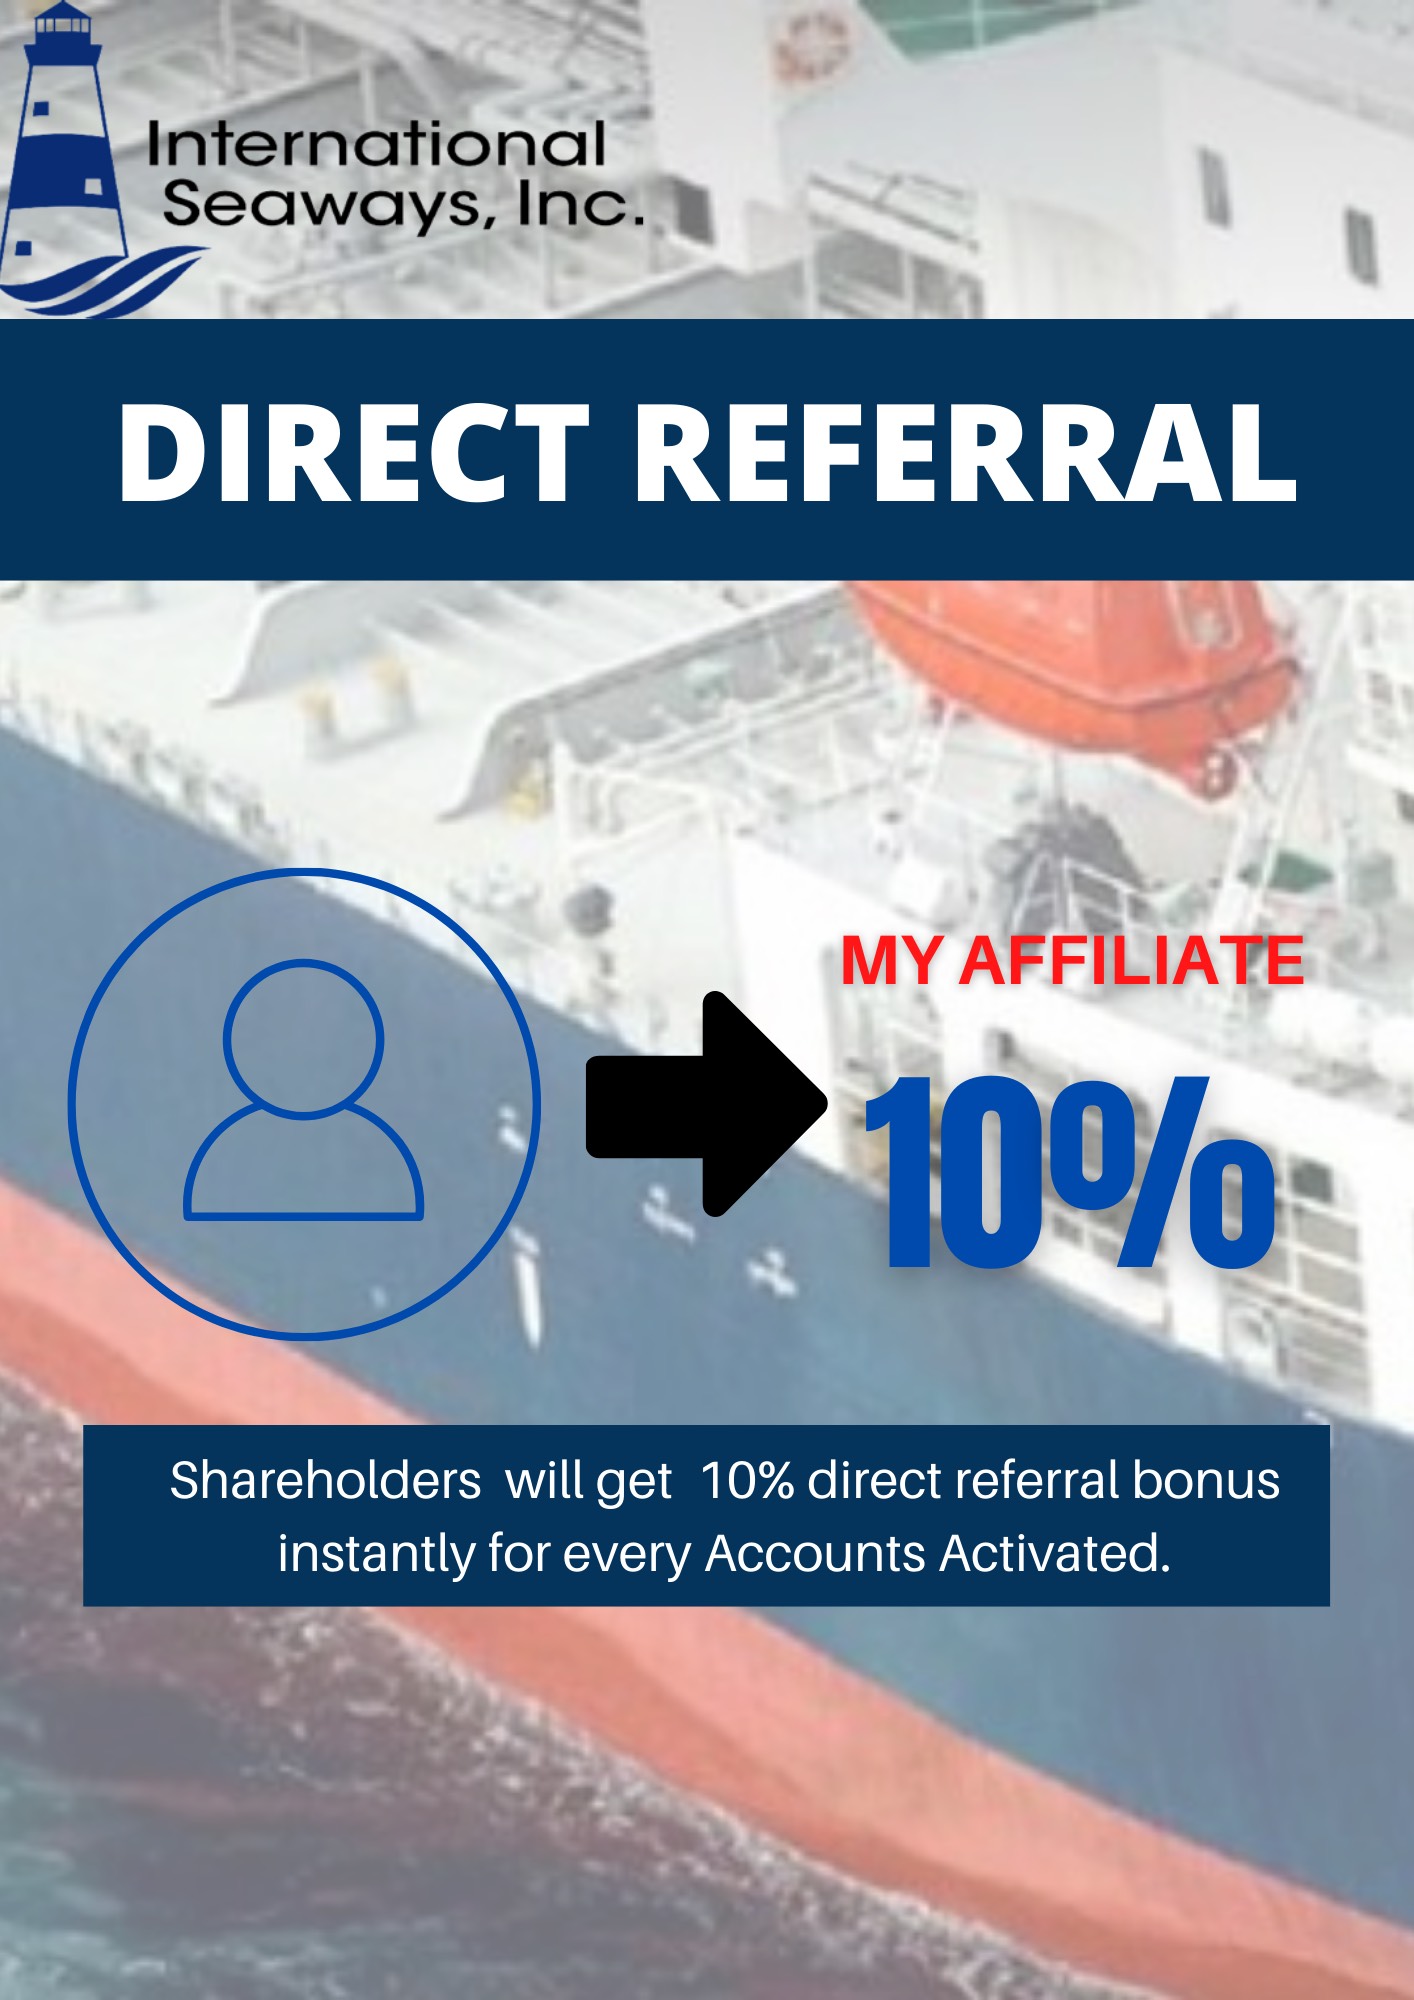 International
Seaways, Inc.
DIRECT REFERRAL
MY AFFILIATE
10%
Shareholders will get 10% direct referral bonus
instantly for every Accounts Activated.